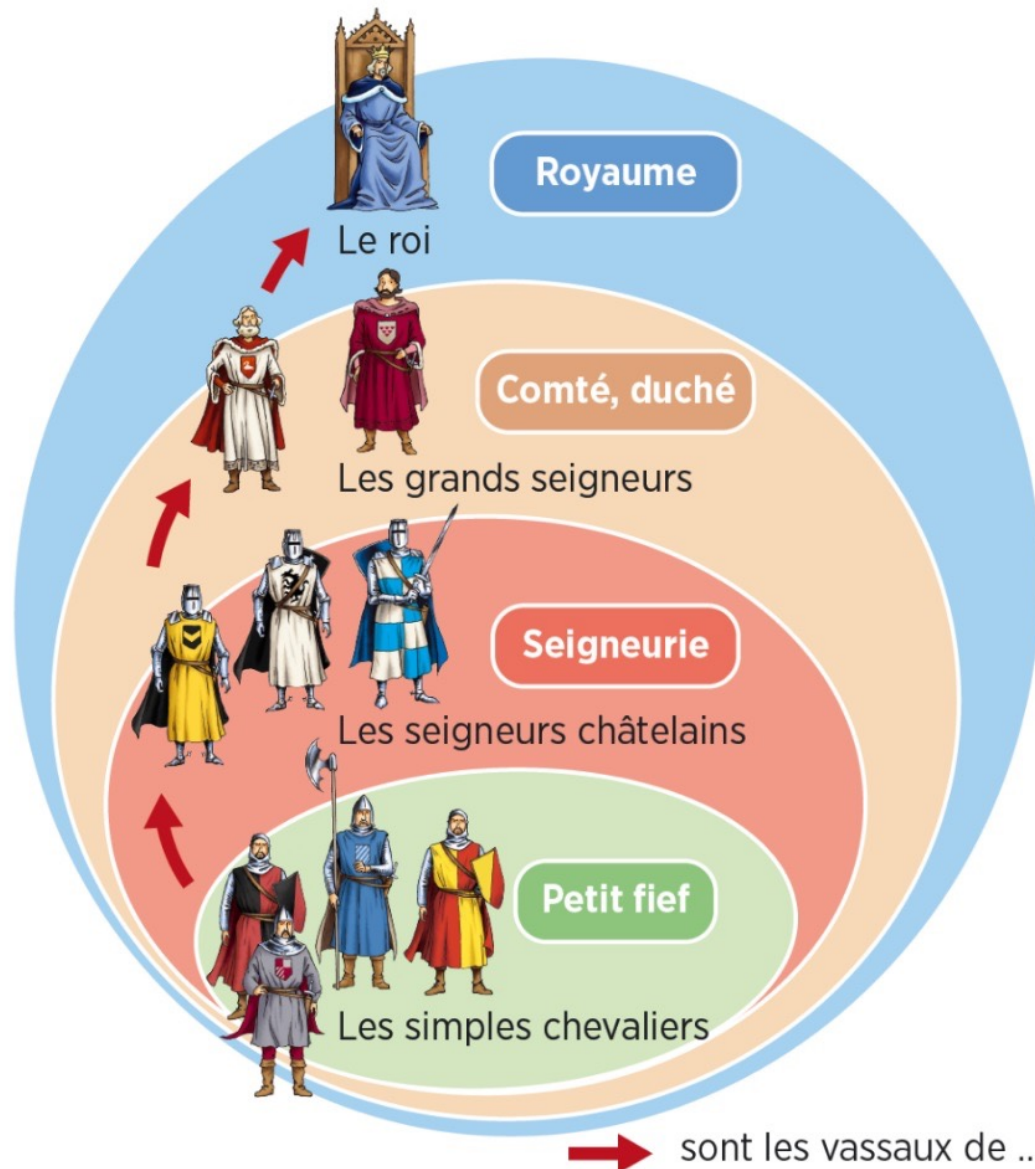 Royaume
Le roi
Comté, duché
Les grands seigneurs
Seigneurie
Les seigneurs châtelains
Petit fief
Les simples chevaliers
sont les vassaux de ..